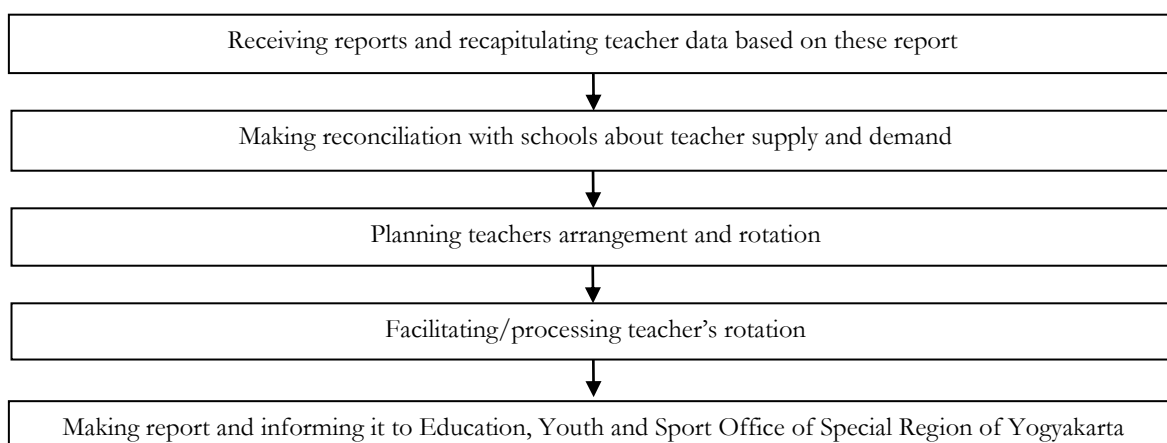 Receiving reports and recapitulating teacher data based on these report
Making reconciliation with schools about teacher supply and demand
Planning teachers arrangement and rotation
Facilitating/processing teacher's rotation
Making report and informing it to Education, Youth and Sport Office of Special Region of Yogyakarta